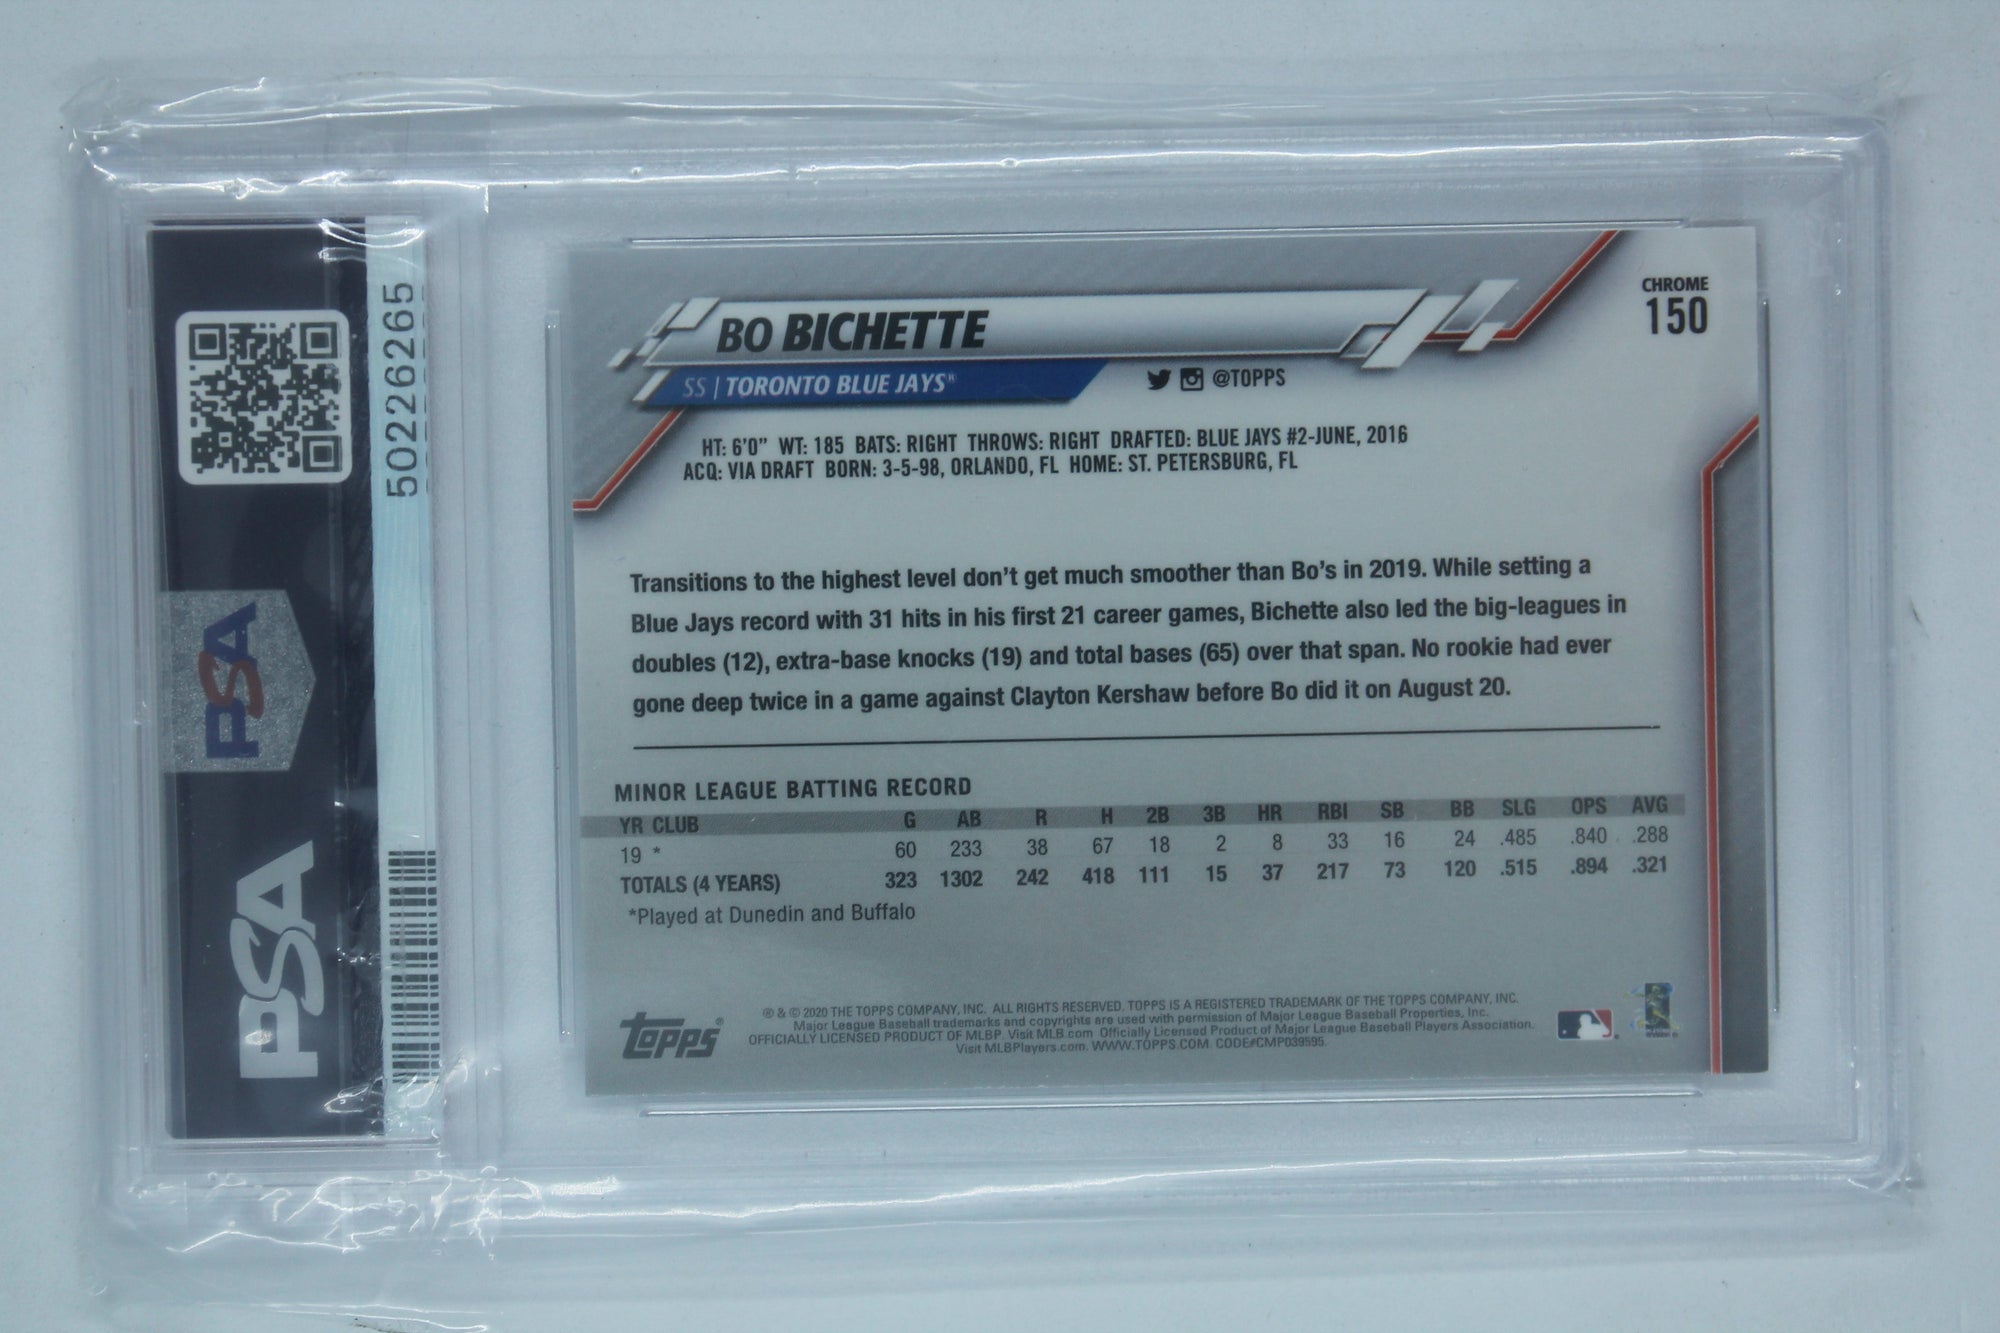 50226265
PSA
PSA
CHROME
150
BO BICHETTE
SS | TORONTO BLUE JAYS®
@TOPPS
HT: 6'0" WT: 185 BATS: RIGHT THROWS: RIGHT DRAFTED: BLUE JAYS #2-JUNE, 2016
ACQ: VIA DRAFT BORN: 3-5-98, ORLANDO, FL HOME: ST. PETERSBURG, FL
Transitions to the highest level don't get much smoother than Bo's in 2019. While setting a
Blue Jays record with 31 hits in his first 21 career games, Bichette also led the big-leagues in
doubles (12), extra-base knocks (19) and total bases (65) over that span. No rookie had ever
gone deep twice in a game against Clayton Kershaw before Bo did it on August 20.
MINOR LEAGUE BATTING RECORD
YR CLUB G AB R H 2B 3B HR RBI SB BB SLG OPS AVG
19 * 60 233 38 67 18 2 8 33 16 24 .485 .840 .288
TOTALS (4 YEARS) 323 1302 242 418 111 15 37 217 73 120 .515 .894 .321
*Played at Dunedin and Buffalo
topps®
® & © 2020 THE TOPPS COMPANY, INC. ALL RIGHTS RESERVED. TOPPS IS A REGISTERED TRADEMARK OF THE TOPPS COMPANY, INC.
Major League Baseball trademarks and copyrights are used with permission of Major League Baseball Properties, Inc.
OFFICIALLY LICENSED PRODUCT OF MLBP. Visit MLB.com Officially Licensed Product of Major League Baseball Players Association.
Visit MLBPlayers.com. WWW.TOPPS.COM. CODE#CMP039595.